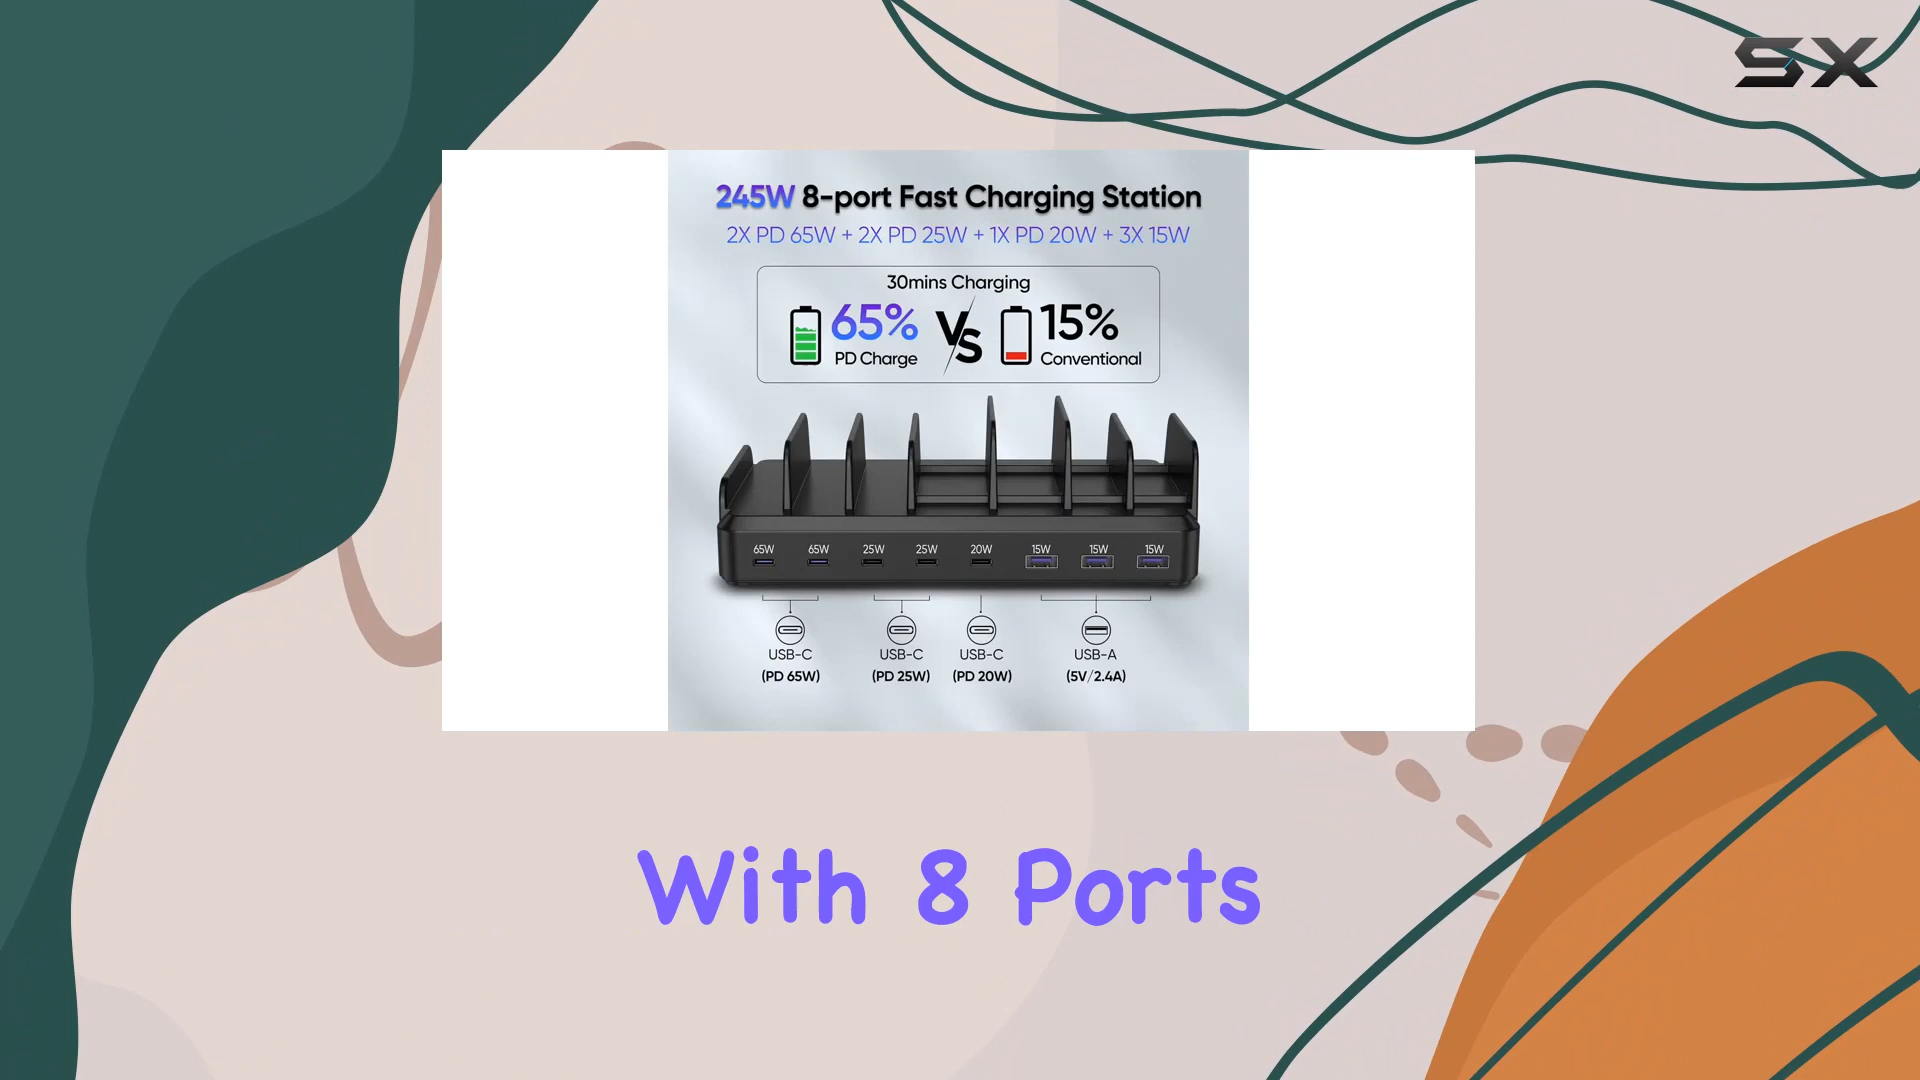 SX
245W 8-port Fast Charging Station
2X PD 65W + 2X PD 25W + 1X PD 20W + 3X 15W
30mins Charging
65% VS 15%
PD Charge Conventional
65W 65W 25W 25W 20W 15W 15W 15W
USB-C USB-C USB-C USB-A
(PD 65W) (PD 25W) (PD 20W) (5V/2.4A)
With 8 Ports